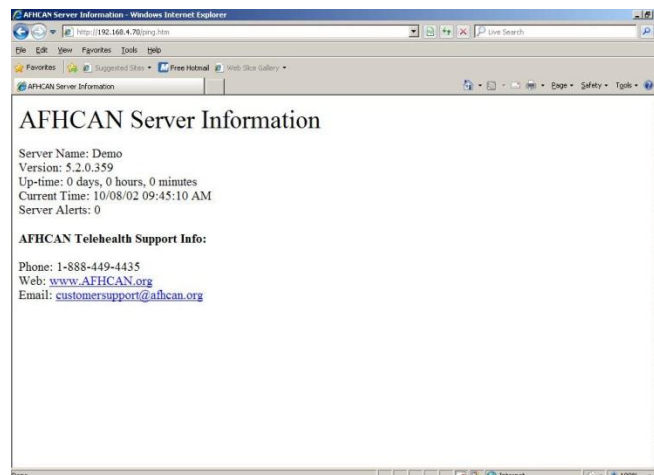 AFHCAN Server Information - Windows Internet Explorer
http://192.168.4.70/ping.htm
Live Search
File Edit View Favorites Tools Help
Favorites Suggested Sites Free Hotmail Web Slice Gallery
AFHCAN Server Information
Page Safety Tools
AFHCAN Server Information
Server Name: Demo
Version: 5.2.0.359
Up-time: 0 days, 0 hours, 0 minutes
Current Time: 10/08/02 09:45:10 AM
Server Alerts: 0
AFHCAN Telehealth Support Info:
Phone: 1-888-449-4435
Web: www.AFHCAN.org
Email: customersupport@afhcan.org
Done Internet 100%